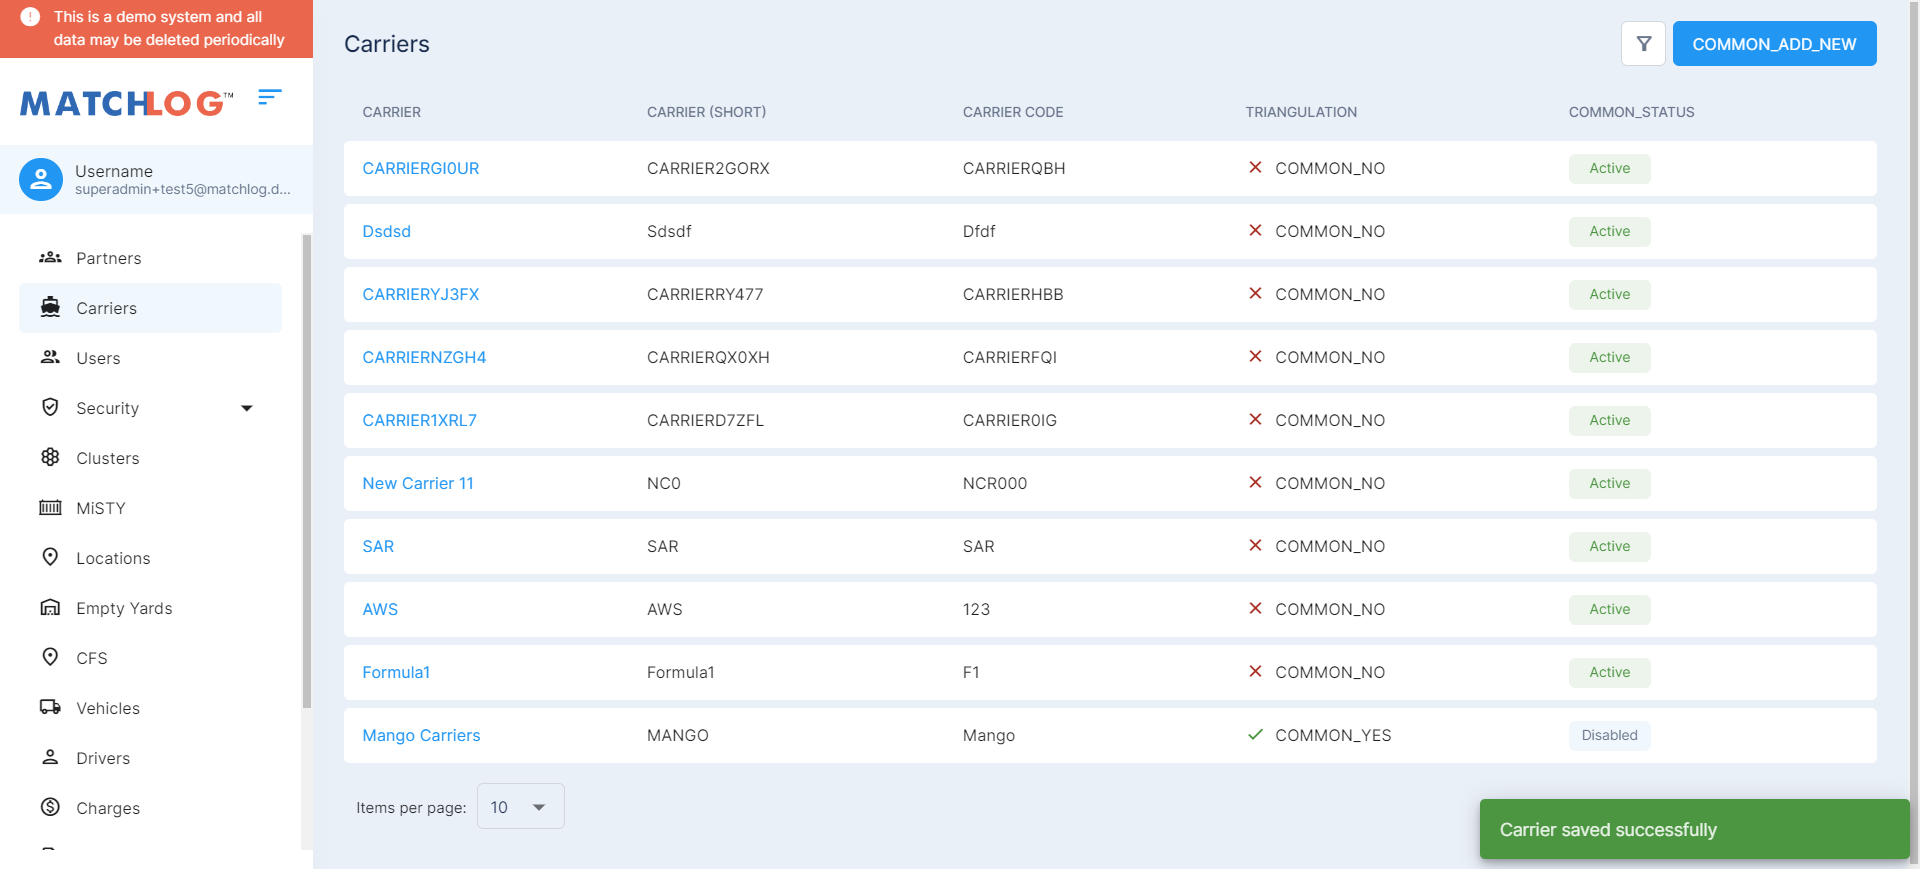 This is a demo system and all
data may be deleted periodically
MATCHLOG™
Username
superadmin+test5@matchlog.d...
Partners
Carriers
Users
Security
Clusters
MiSTY
Locations
Empty Yards
CFS
Vehicles
Drivers
Charges
Carriers
COMMON_ADD_NEW
CARRIER CARRIER (SHORT) CARRIER CODE TRIANGULATION COMMON_STATUS
CARRIERGI0UR CARRIER2GORX CARRIERQBH COMMON_NO Active
Dsdsd Sdsdf Dfdf COMMON_NO Active
CARRIERYJ3FX CARRIERRY477 CARRIERHBB COMMON_NO Active
CARRIERNZGH4 CARRIERQX0XH CARRIERFQI COMMON_NO Active
CARRIER1XRL7 CARRIERD7ZFL CARRIER0IG COMMON_NO Active
New Carrier 11 NC0 NCR000 COMMON_NO Active
SAR SAR SAR COMMON_NO Active
AWS AWS 123 COMMON_NO Active
Formula1 Formula1 F1 COMMON_NO Active
Mango Carriers MANGO Mango COMMON_YES Disabled
Items per page: 10
Carrier saved successfully